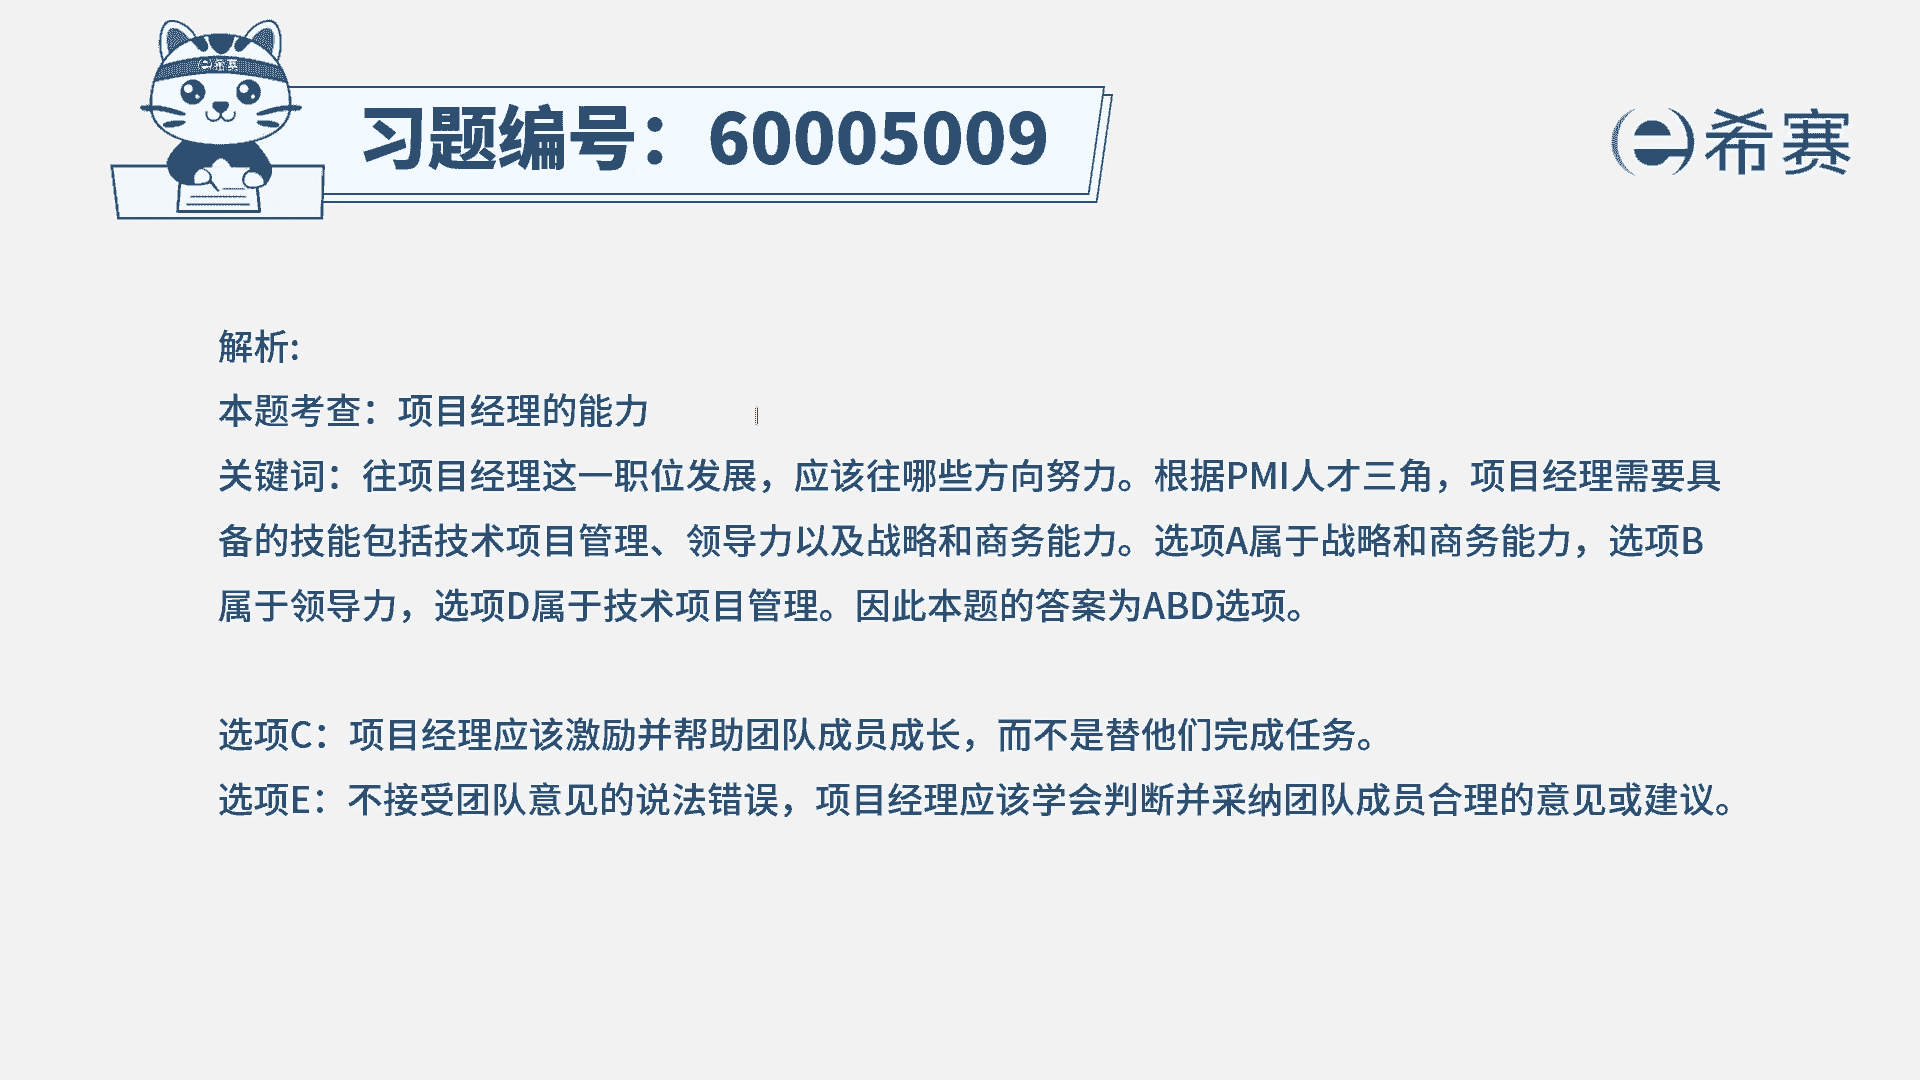 e希赛
习题编号：60005009
e希赛
解析:
本题考查：项目经理的能力
关键词：往项目经理这一职位发展，应该往哪些方向努力。根据PMI人才三角，项目经理需要具
备的技能包括技术项目管理、领导力以及战略和商务能力。选项A属于战略和商务能力，选项B
属于领导力，选项D属于技术项目管理。因此本题的答案为ABD选项。
选项C：项目经理应该激励并帮助团队成员成长，而不是替他们完成任务。
选项E：不接受团队意见的说法错误，项目经理应该学会判断并采纳团队成员合理的意见或建议。